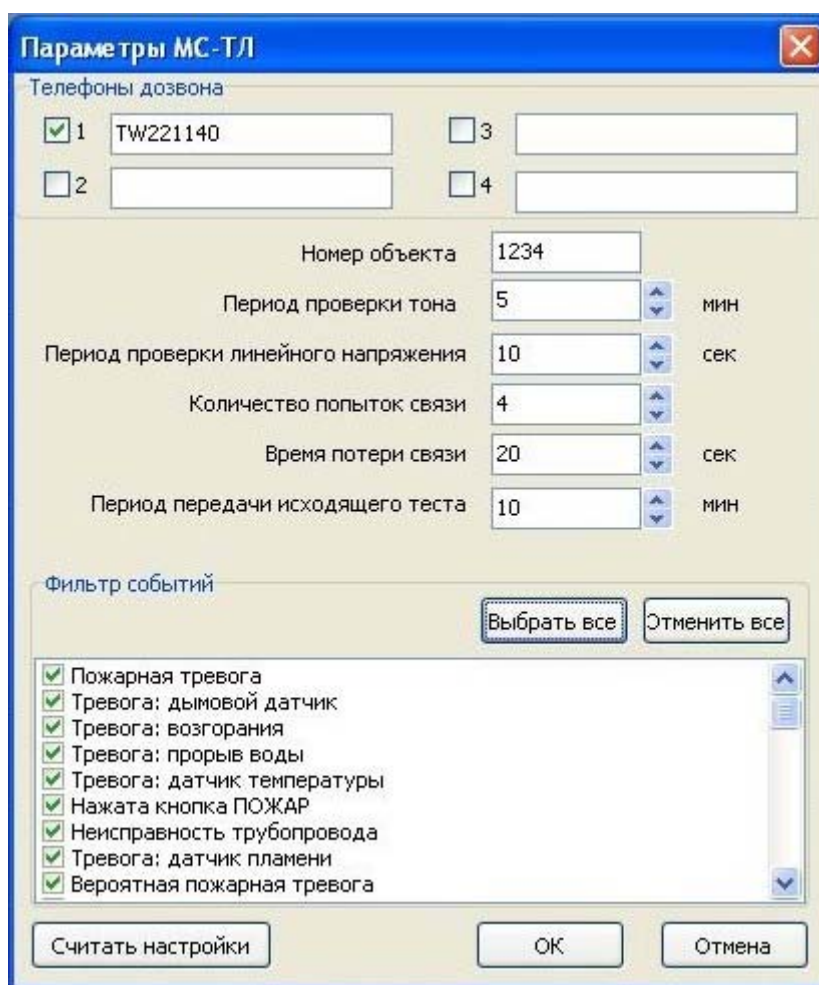 Параметры МС-ТЛ
Телефоны дозвона
1 TW221140 3
2 4
Номер объекта 1234
Период проверки тона 5 мин
Период проверки линейного напряжения 10 сек
Количество попыток связи 4
Время потери связи 20 сек
Период передачи исходящего теста 10 мин
Фильтр событий
Выбрать все Отменить все
Пожарная тревога
Тревога: дымовой датчик
Тревога: возгорания
Тревога: прорыв воды
Тревога: датчик температуры
Нажата кнопка ПОЖАР
Неисправность трубопровода
Тревога: датчик пламени
Вероятная пожарная тревога
Считать настройки ОК Отмена